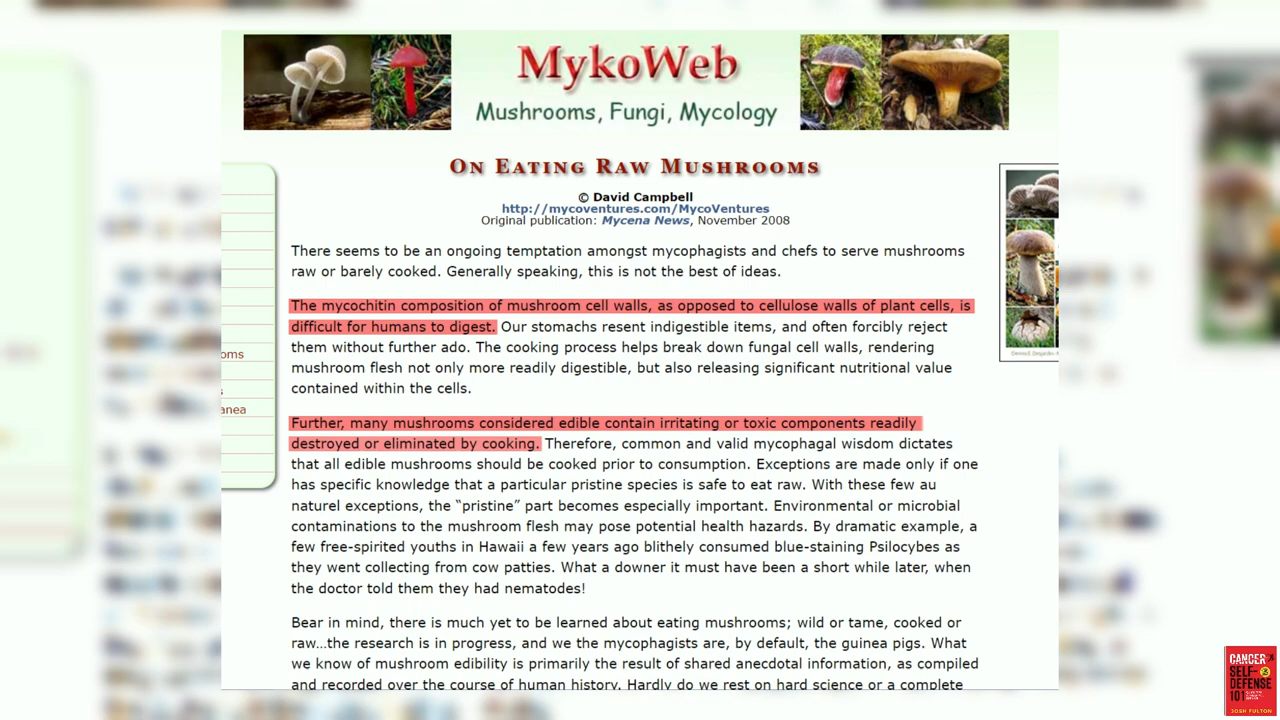 MykoWeb
Mushrooms, Fungi, Mycology
On Eating Raw Mushrooms
© David Campbell
http://mycoventures.com/MycoVentures
Original publication: Mycena News, November 2008
There seems to be an ongoing temptation amongst mycophagists and chefs to serve mushrooms
raw or barely cooked. Generally speaking, this is not the best of ideas.
The mycochitin composition of mushroom cell walls, as opposed to cellulose walls of plant cells, is
difficult for humans to digest. Our stomachs resent indigestible items, and often forcibly reject
them without further ado. The cooking process helps break down fungal cell walls, rendering
mushroom flesh not only more readily digestible, but also releasing significant nutritional value
contained within the cells.
Further, many mushrooms considered edible contain irritating or toxic components readily
destroyed or eliminated by cooking. Therefore, common and valid mycophagal wisdom dictates
that all edible mushrooms should be cooked prior to consumption. Exceptions are made only if one
has specific knowledge that a particular pristine species is safe to eat raw. With these few au
naturel exceptions, the “pristine” part becomes especially important. Environmental or microbial
contaminations to the mushroom flesh may pose potential health hazards. By dramatic example, a
few free-spirited youths in Hawaii a few years ago blithely consumed blue-staining Psilocybes as
they went collecting from cow patties. What a downer it must have been a short while later, when
the doctor told them they had nematodes!
Bear in mind, there is much yet to be learned about eating mushrooms; wild or tame, cooked or
raw…the research is in progress, and we the mycophagists are, by default, the guinea pigs. What
we know of mushroom edibility is primarily the result of shared anecdotal information, as compiled
and recorded over the course of human history. Hardly do we rest on hard science or a complete
oms
s
anea
CANCER
SELF-
DEFENSE
101
JOSH FULTON